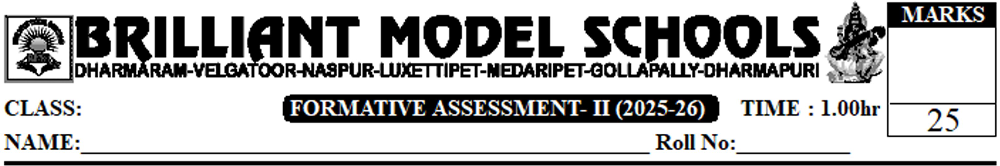 BRILLIANT MODEL SCHOOLS
MARKS
DHARMARAM-VELGATOOR-NASPUR-LUXETTIPET-MEDARIPET-GOLLAPALLY-DHARMAPURI
CLASS: FORMATIVE ASSESSMENT- II (2025-26) TIME : 1.00hr
25
NAME: Roll No: